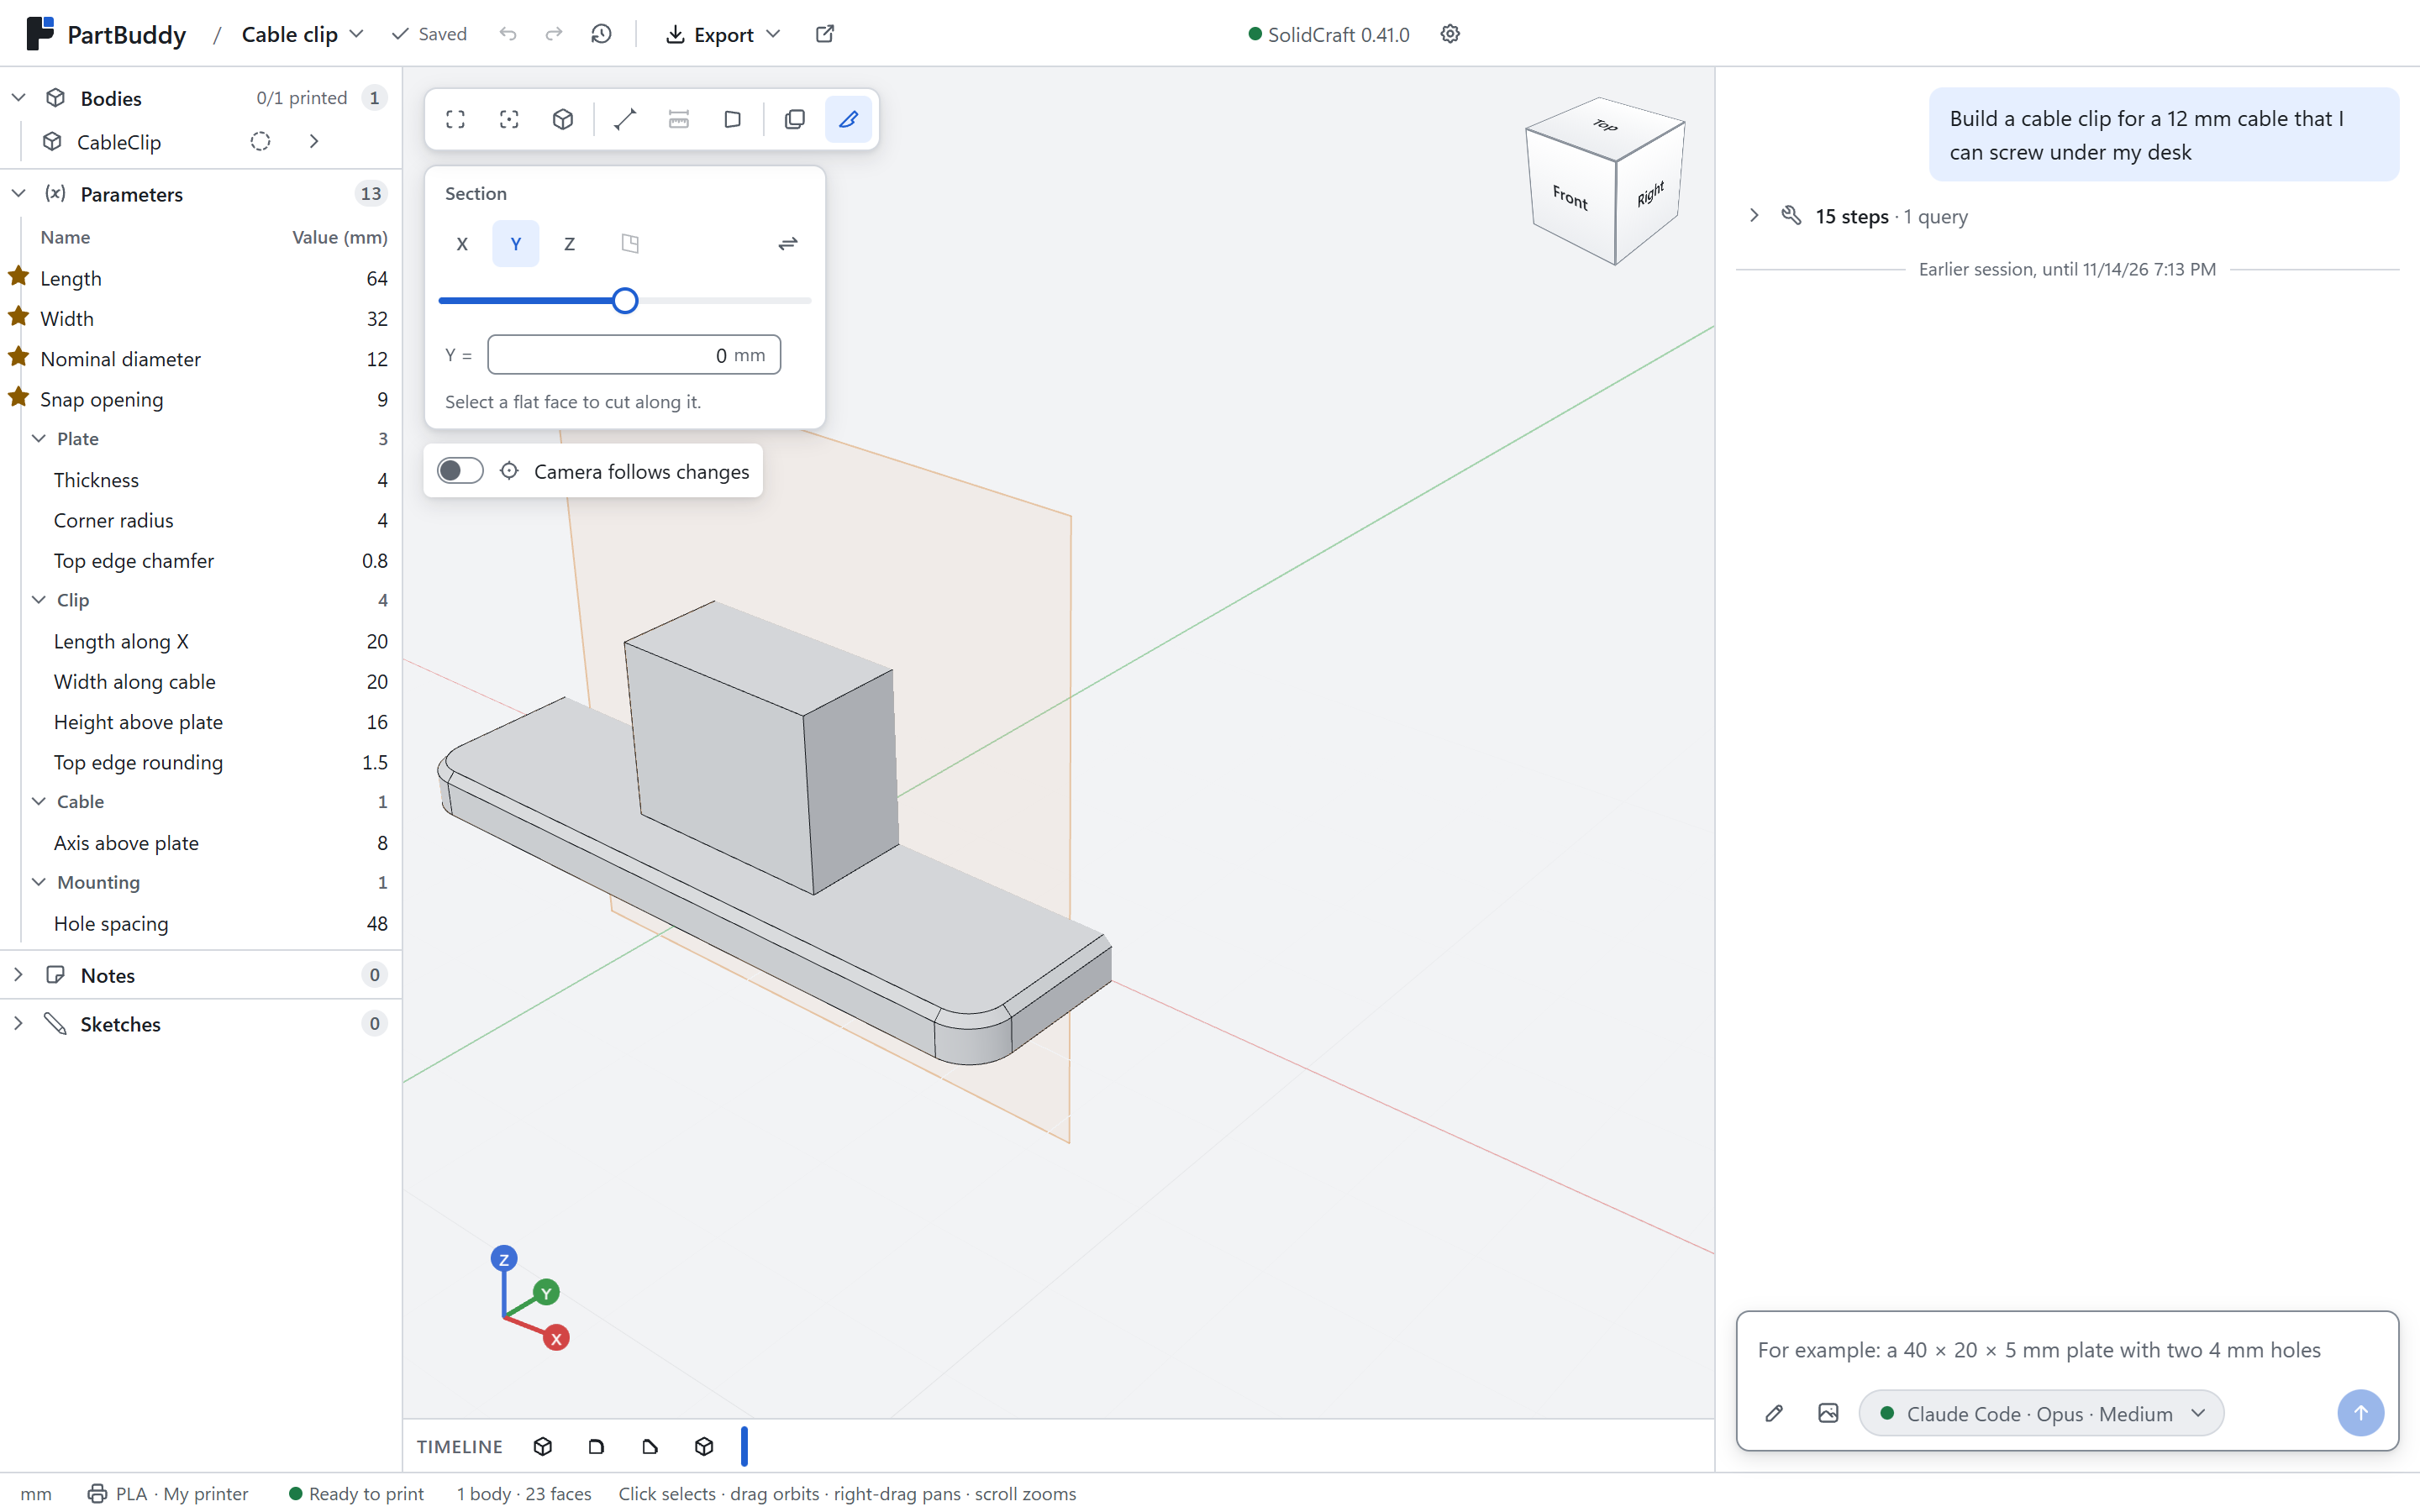 PartBuddy / Cable clip Saved Export SolidCraft 0.41.0
Bodies 0/1 printed 1
CableClip
Parameters 13
Name Value (mm)
Length 64
Width 32
Nominal diameter 12
Snap opening 9
Plate 3
Thickness 4
Corner radius 4
Top edge chamfer 0.8
Clip 4
Length along X 20
Width along cable 20
Height above plate 16
Top edge rounding 1.5
Cable 1
Axis above plate 8
Mounting 1
Hole spacing 48
Notes 0
Sketches 0
Section
X Y Z
Y = 0 mm
Select a flat face to cut along it.
Camera follows changes
Top
Front
Right
Z
Y
X
TIMELINE
Build a cable clip for a 12 mm cable that I
can screw under my desk
15 steps · 1 query
Earlier session, until 11/14/26 7:13 PM
For example: a 40 × 20 × 5 mm plate with two 4 mm holes
Claude Code · Opus · Medium
mm PLA · My printer Ready to print 1 body · 23 faces Click selects · drag orbits · right-drag pans · scroll zooms